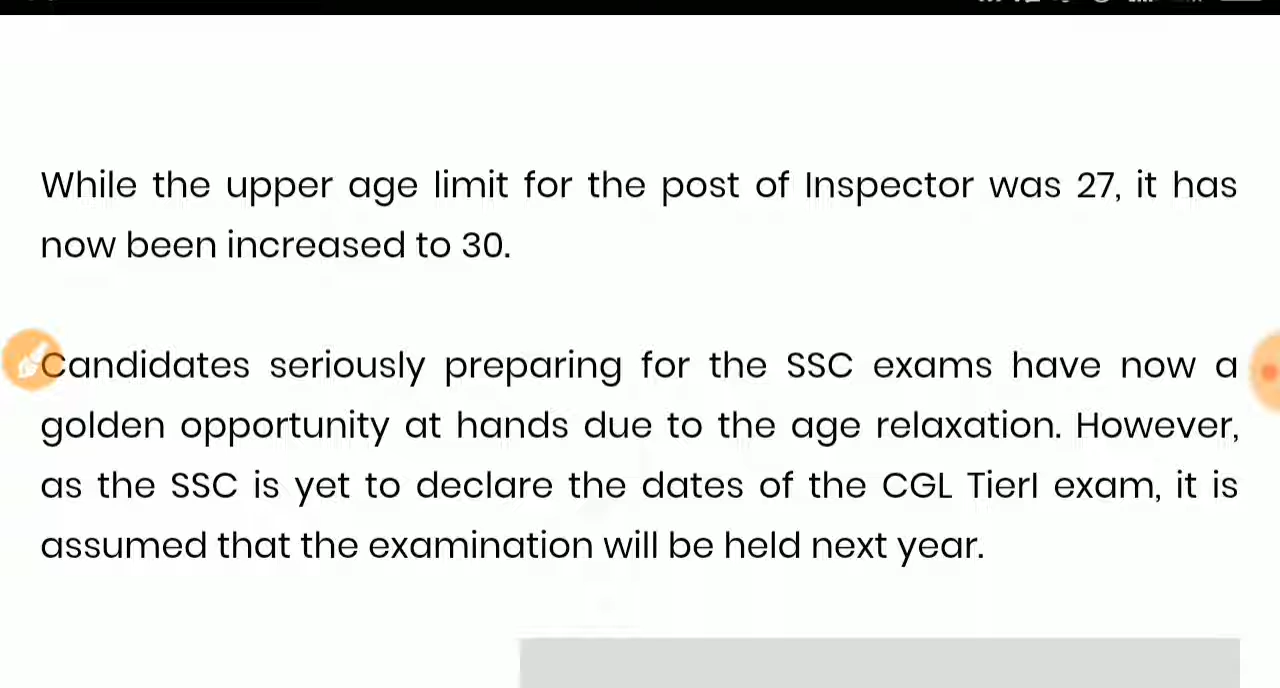 While the upper age limit for the post of Inspector was 27, it has
now been increased to 30.
Candidates seriously preparing for the SSC exams have now a
golden opportunity at hands due to the age relaxation. However,
as the SSC is yet to declare the dates of the CGL TierI exam, it is
assumed that the examination will be held next year.